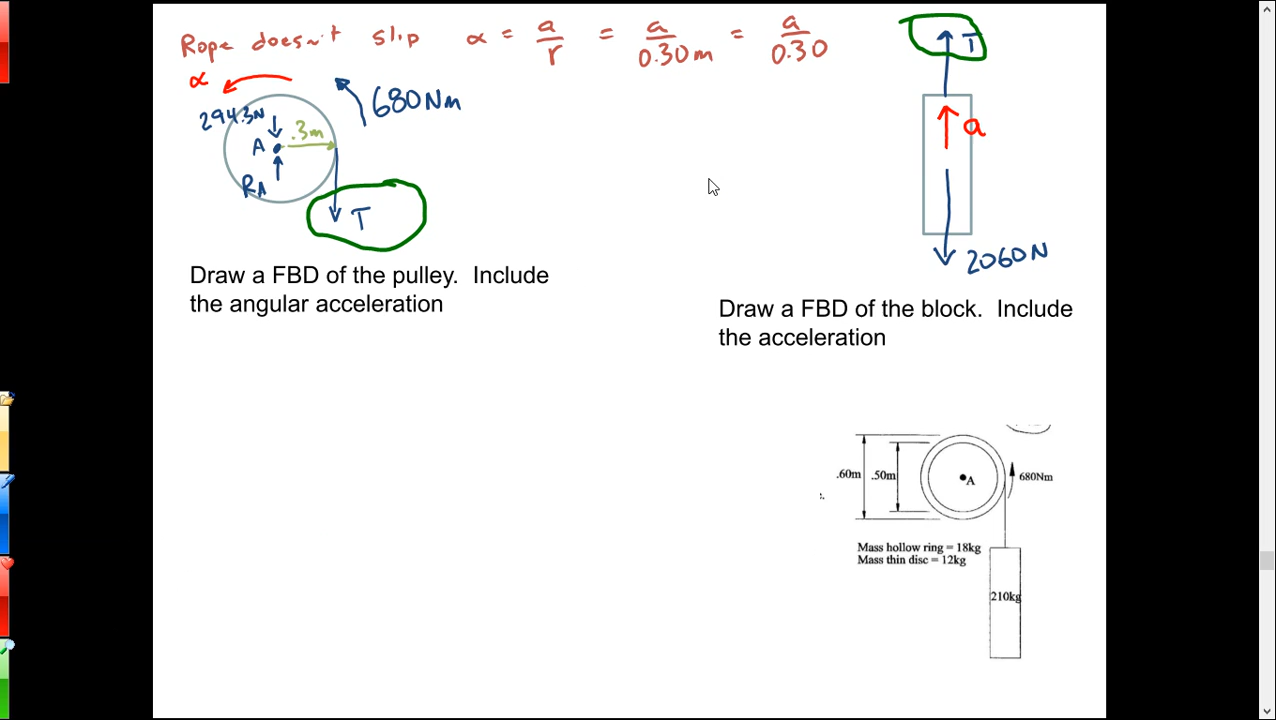 Rope doesn't slip α = a/r = a/0.30m = a/0.30
T
α
680Nm
294.3N
.3m
A
a
RA
T
2060N
Draw a FBD of the pulley. Include
the angular acceleration
Draw a FBD of the block. Include
the acceleration
.60m
.50m
A
680Nm
Mass hollow ring = 18kg
Mass thin disc = 12kg
210kg